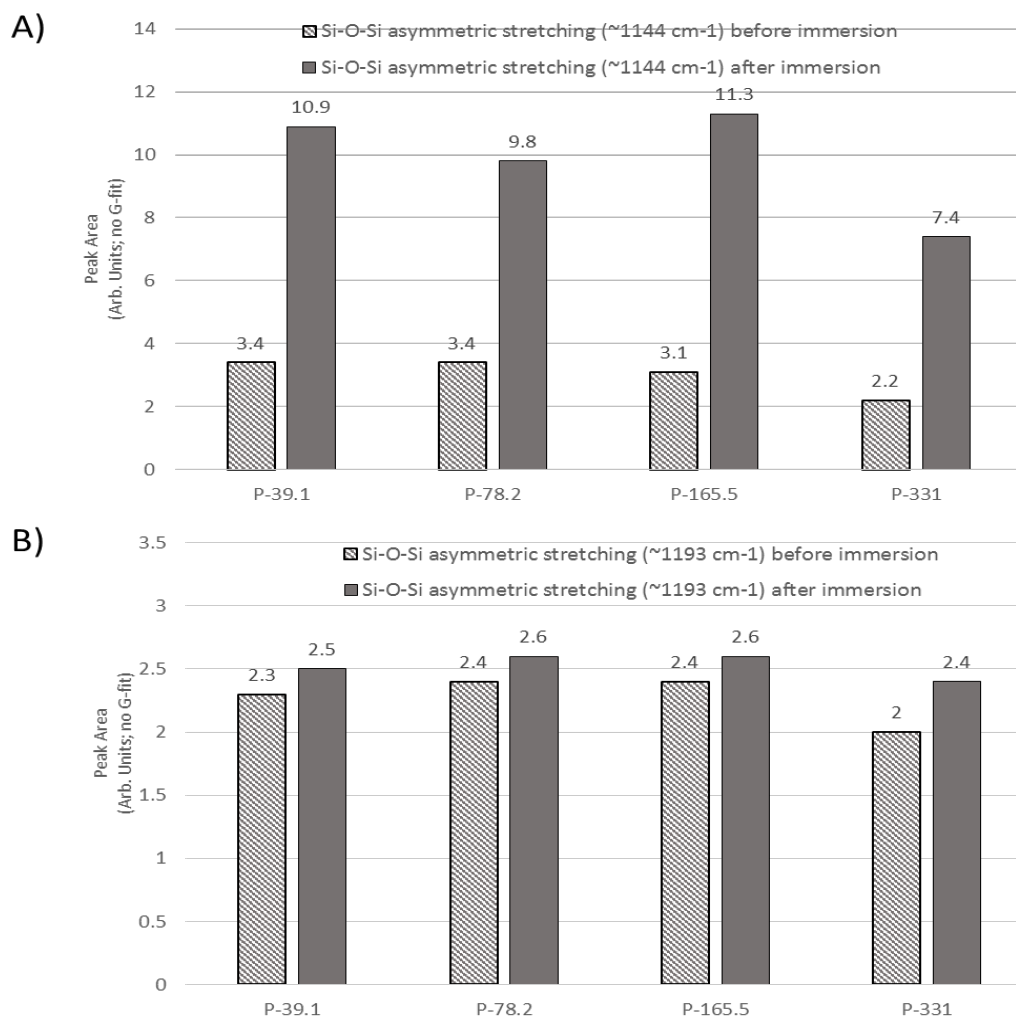 A)
Si-O-Si asymmetric stretching (~1144 cm-1) before immersion
Si-O-Si asymmetric stretching (~1144 cm-1) after immersion
Peak Area
(Arb. Units; no G-fit)
14
12
10
8
6
4
2
0
3.4
10.9
3.4
9.8
3.1
11.3
2.2
7.4
P-39.1
P-78.2
P-165.5
P-331
B)
Si-O-Si asymmetric stretching (~1193 cm-1) before immersion
Si-O-Si asymmetric stretching (~1193 cm-1) after immersion
Peak Area
(Arb. Units; no G-fit)
3.5
3
2.5
2
1.5
1
0.5
0
2.3
2.5
2.4
2.6
2.4
2.6
2
2.4
P-39.1
P-78.2
P-165.5
P-331